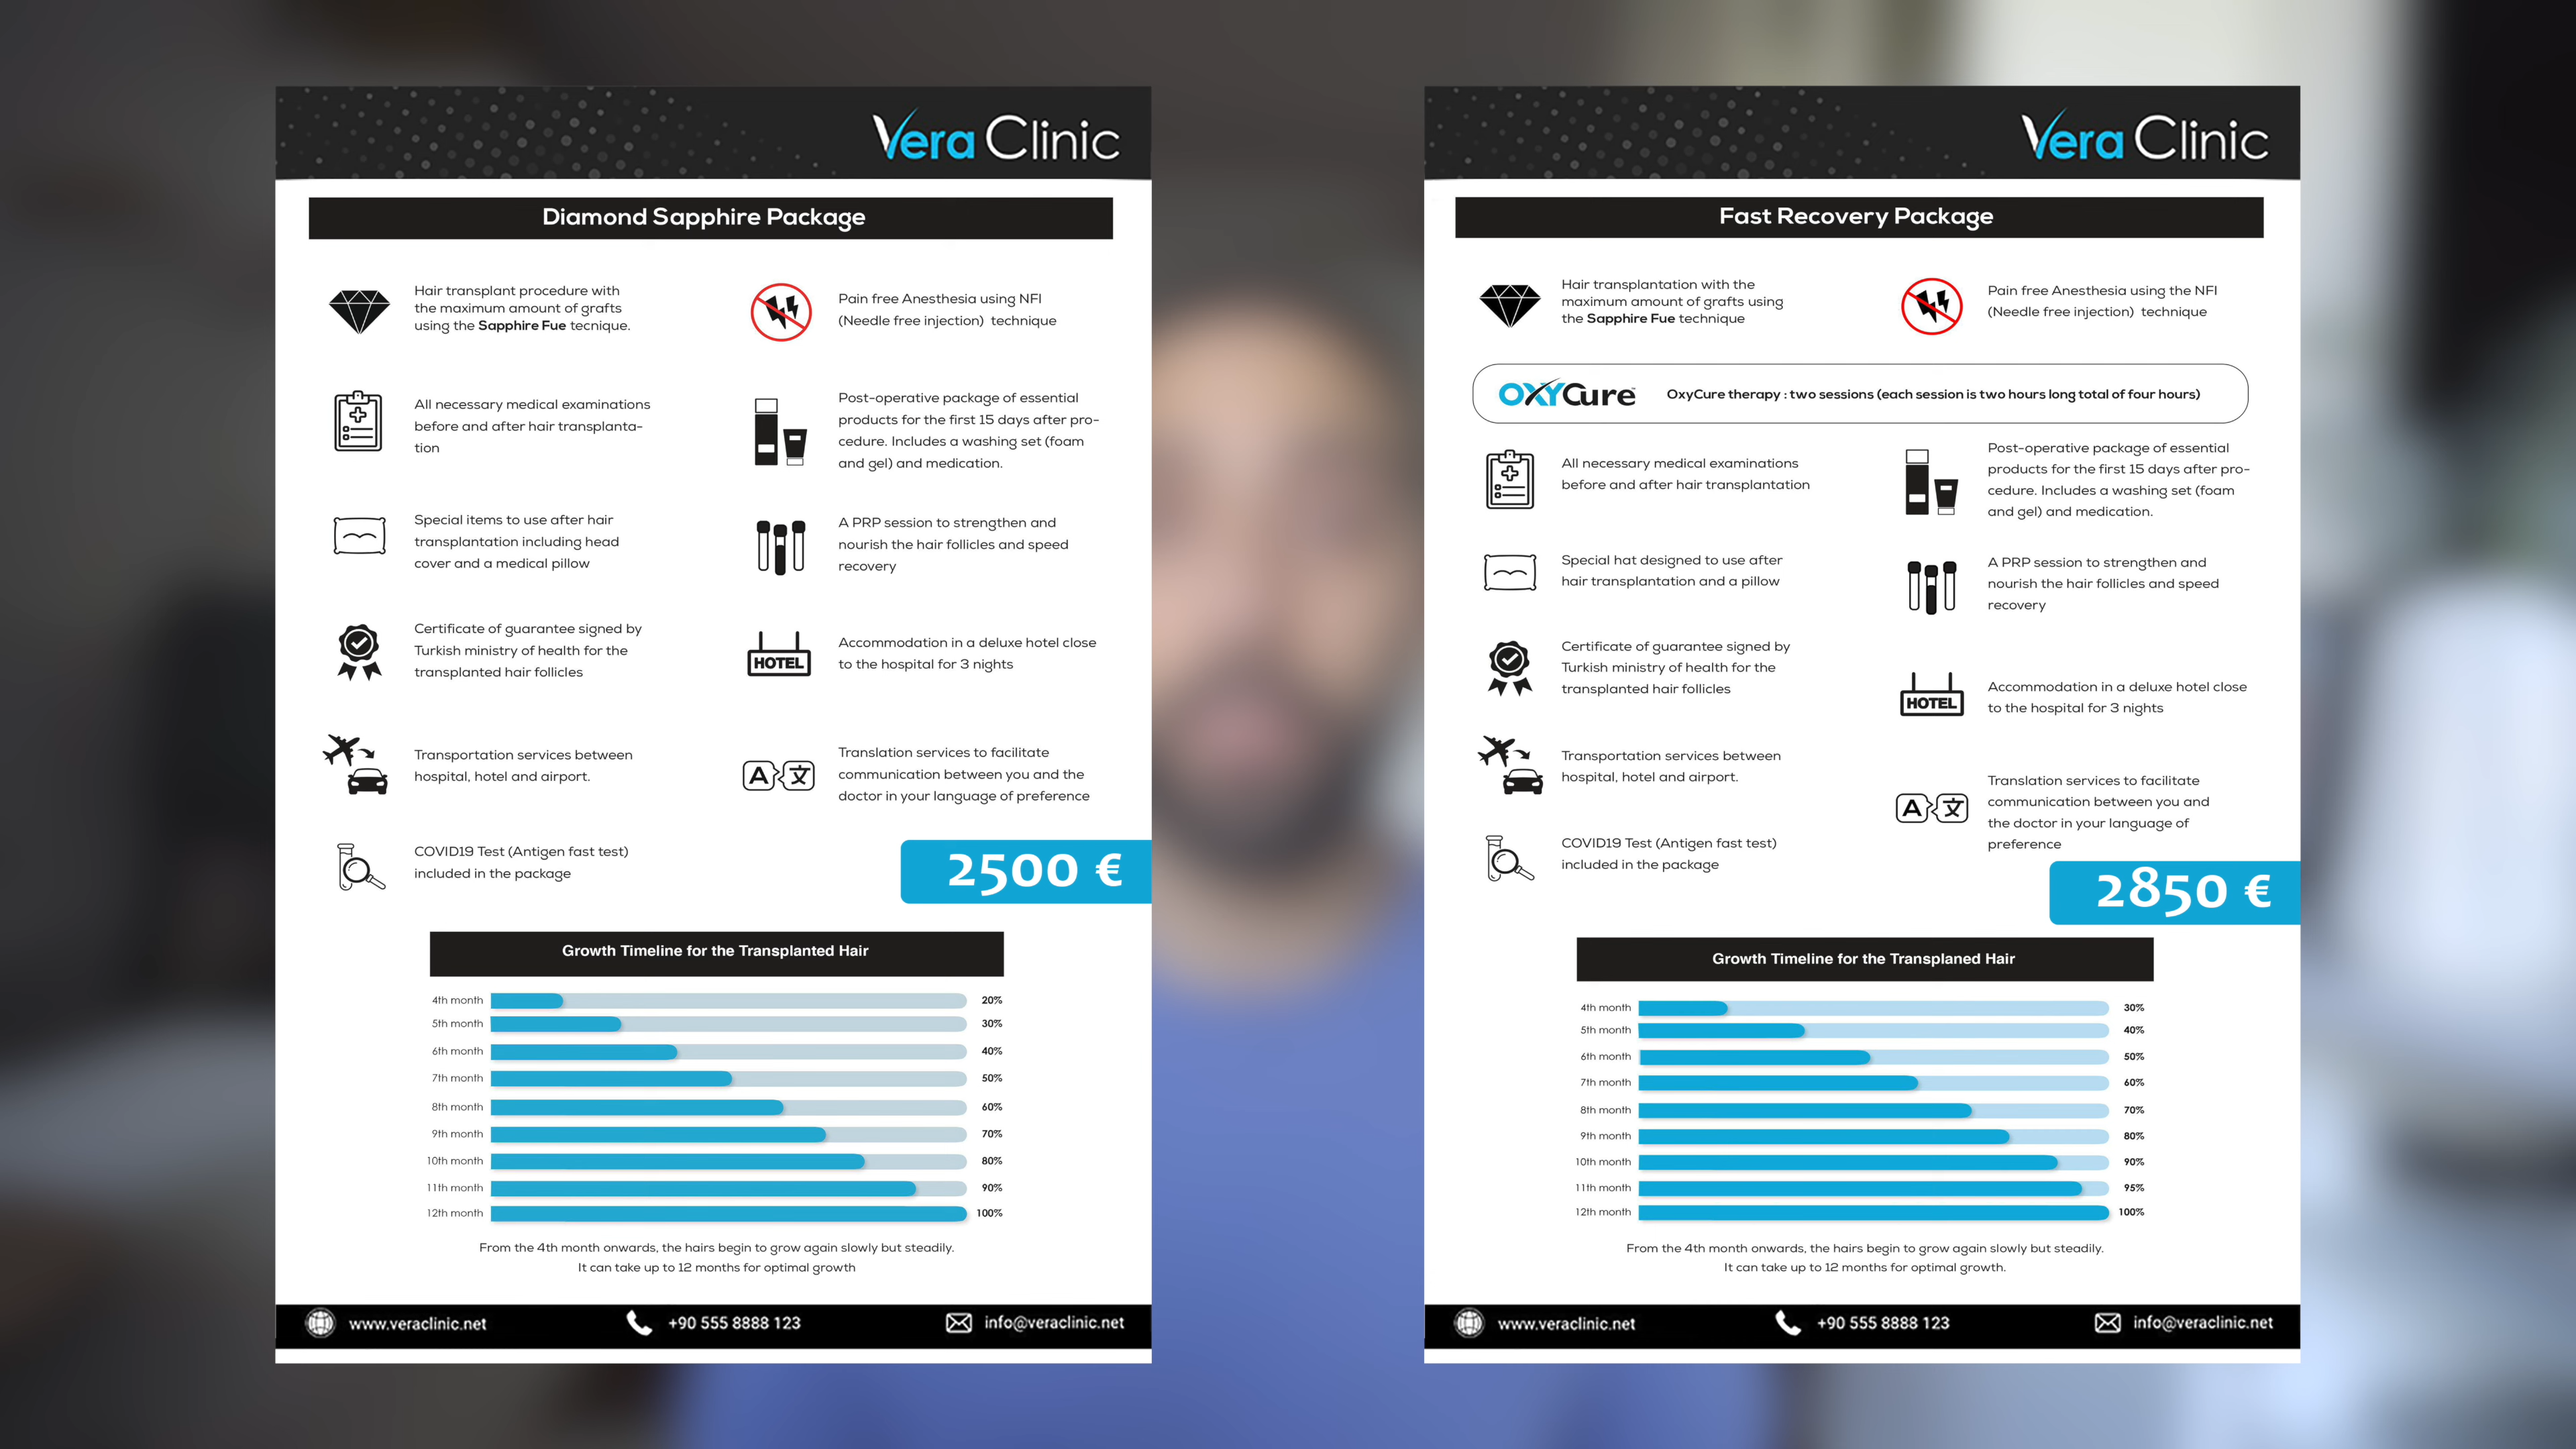 Vera Clinic
Diamond Sapphire Package
Hair transplant procedure with
the maximum amount of grafts
using the Sapphire Fue tecnique.
Pain free Anesthesia using NFI
(Needle free injection) technique
All necessary medical examinations
before and after hair transplanta-
tion
Post-operative package of essential
products for the first 15 days after pro-
cedure. Includes a washing set (foam
and gel) and medication.
Special items to use after hair
transplantation including head
cover and a medical pillow
A PRP session to strengthen and
nourish the hair follicles and speed
recovery
Certificate of guarantee signed by
Turkish ministry of health for the
transplanted hair follicles
HOTEL
Accommodation in a deluxe hotel close
to the hospital for 3 nights
Transportation services between
hospital, hotel and airport.
A 文
Translation services to facilitate
communication between you and the
doctor in your language of preference
COVID19 Test (Antigen fast test)
included in the package
2500 €
Growth Timeline for the Transplanted Hair
4th month 20%
5th month 30%
6th month 40%
7th month 50%
8th month 60%
9th month 70%
10th month 80%
11th month 90%
12th month 100%
From the 4th month onwards, the hairs begin to grow again slowly but steadily.
It can take up to 12 months for optimal growth
www.veraclinic.net +90 555 8888 123 info@veraclinic.net
Vera Clinic
Fast Recovery Package
Hair transplantation with the
maximum amount of grafts using
the Sapphire Fue technique
Pain free Anesthesia using the NFI
(Needle free injection) technique
OXYCure™ OxyCure therapy : two sessions (each session is two hours long total of four hours)
All necessary medical examinations
before and after hair transplantation
Post-operative package of essential
products for the first 15 days after pro-
cedure. Includes a washing set (foam
and gel) and medication.
Special hat designed to use after
hair transplantation and a pillow
A PRP session to strengthen and
nourish the hair follicles and speed
recovery
Certificate of guarantee signed by
Turkish ministry of health for the
transplanted hair follicles
HOTEL
Accommodation in a deluxe hotel close
to the hospital for 3 nights
Transportation services between
hospital, hotel and airport.
A 文
Translation services to facilitate
communication between you and
the doctor in your language of
preference
COVID19 Test (Antigen fast test)
included in the package
2850 €
Growth Timeline for the Transplaned Hair
4th month 30%
5th month 40%
6th month 50%
7th month 60%
8th month 70%
9th month 80%
10th month 90%
11th month 95%
12th month 100%
From the 4th month onwards, the hairs begin to grow again slowly but steadily.
It can take up to 12 months for optimal growth.
www.veraclinic.net +90 555 8888 123 info@veraclinic.net